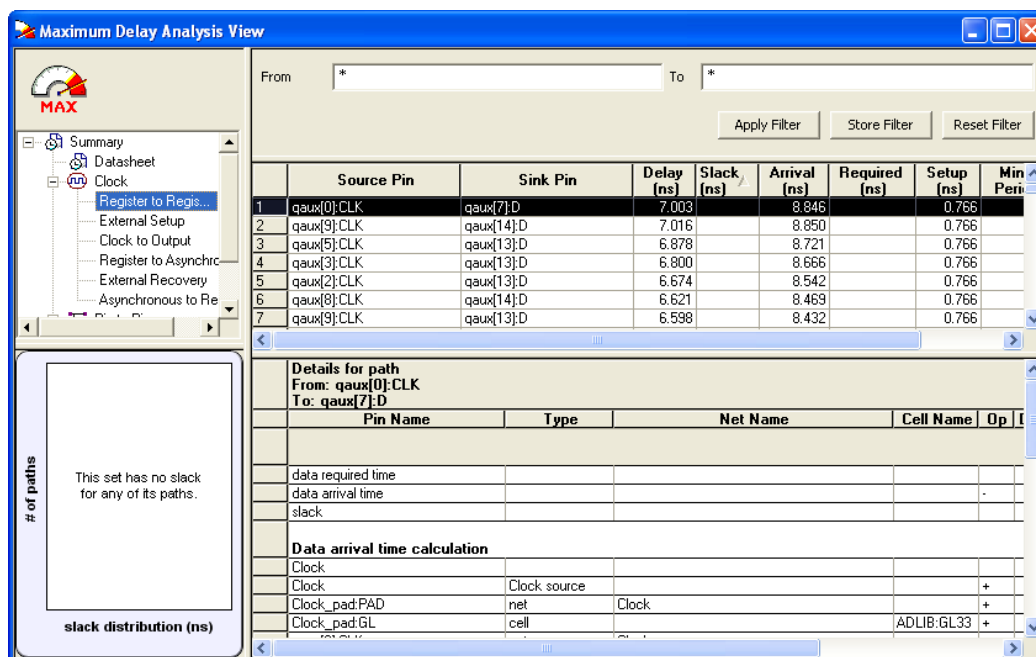 Maximum Delay Analysis View
MAX
From * To *
Apply Filter Store Filter Reset Filter
Summary
Datasheet
Clock
Register to Regis...
External Setup
Clock to Output
Register to Asynchro
External Recovery
Asynchronous to Re
Source Pin Sink Pin Delay (ns) Slack (ns) Arrival (ns) Required (ns) Setup (ns) Min Peri
1 qaux[0]:CLK qaux[7]:D 7.003 8.846 0.766
2 qaux[9]:CLK qaux[14]:D 7.016 8.850 0.766
3 qaux[5]:CLK qaux[13]:D 6.878 8.721 0.766
4 qaux[3]:CLK qaux[13]:D 6.800 8.666 0.766
5 qaux[2]:CLK qaux[13]:D 6.674 8.542 0.766
6 qaux[8]:CLK qaux[14]:D 6.621 8.469 0.766
7 qaux[9]:CLK qaux[13]:D 6.598 8.432 0.766
# of paths
This set has no slack
for any of its paths.
slack distribution (ns)
Details for path
From: qaux[0]:CLK
To: qaux[7]:D
Pin Name Type Net Name Cell Name Op
data required time
data arrival time -
slack
Data arrival time calculation
Clock
Clock Clock source +
Clock_pad:PAD net Clock +
Clock_pad:GL cell ADLIB:GL33 +